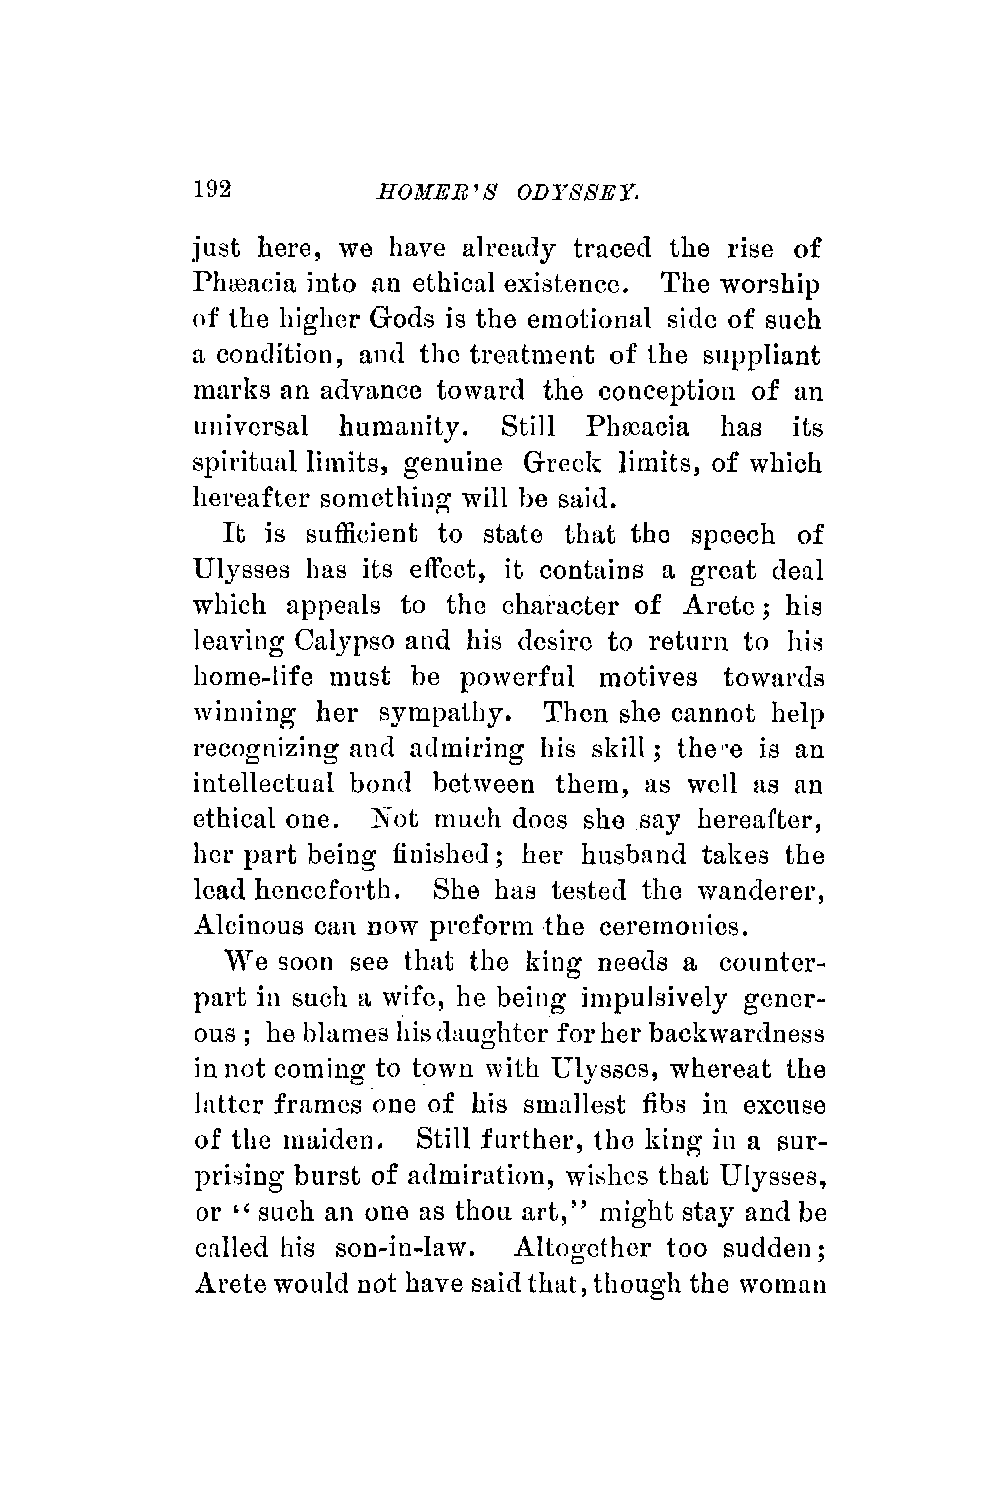 192 HOMER'S ODYSSEY.
just here, we have already traced the rise of
Phæacia into an ethical existence. The worship
of the higher Gods is the emotional side of such
a condition, and the treatment of the suppliant
marks an advance toward the conception of an
universal humanity. Still Phæacia has its
spiritual limits, genuine Greek limits, of which
hereafter something will be said.
It is sufficient to state that the speech of
Ulysses has its effect, it contains a great deal
which appeals to the character of Arete; his
leaving Calypso and his desire to return to his
home-life must be powerful motives towards
winning her sympathy. Then she cannot help
recognizing and admiring his skill; there is an
intellectual bond between them, as well as an
ethical one. Not much does she say hereafter,
her part being finished; her husband takes the
lead henceforth. She has tested the wanderer,
Alcinous can now preform the ceremonies.
We soon see that the king needs a counter-
part in such a wife, he being impulsively gener-
ous; he blames his daughter for her backwardness
in not coming to town with Ulysses, whereat the
latter frames one of his smallest fibs in excuse
of the maiden. Still further, the king in a sur-
prising burst of admiration, wishes that Ulysses,
or "such an one as thou art," might stay and be
called his son-in-law. Altogether too sudden;
Arete would not have said that, though the woman